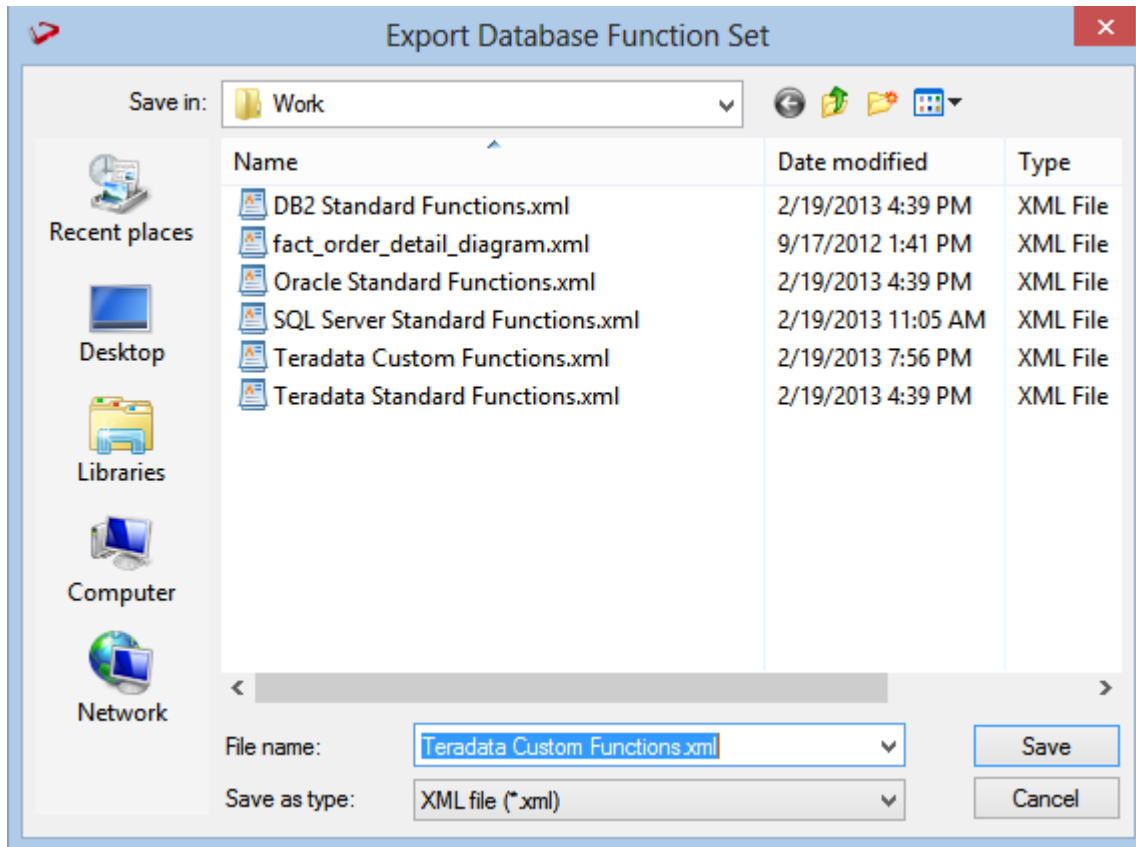 Export Database Function Set
Save in: Work
Name Date modified Type
DB2 Standard Functions.xml 2/19/2013 4:39 PM XML File
fact_order_detail_diagram.xml 9/17/2012 1:41 PM XML File
Oracle Standard Functions.xml 2/19/2013 4:39 PM XML File
SQL Server Standard Functions.xml 2/19/2013 11:05 AM XML File
Teradata Custom Functions.xml 2/19/2013 7:56 PM XML File
Teradata Standard Functions.xml 2/19/2013 4:39 PM XML File
Recent places
Desktop
Libraries
Computer
Network
File name: Teradata Custom Functions.xml Save
Save as type: XML file (*.xml) Cancel